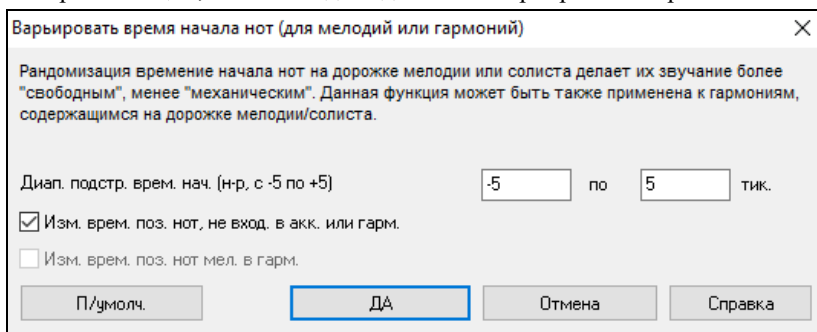 Варьировать время начала нот (для мелодий или гармоний)
Рандомизация времение начала нот на дорожке мелодии или солиста делает их звучание более
"свободным", менее "механическим". Данная функция может быть также применена к гармониям,
содержащимся на дорожке мелодии/солиста.
Диап. подстр. врем. нач. (н-р, с -5 по +5) -5 по 5 тик.
Изм. врем. поз. нот, не вход. в акк. или гарм.
Изм. врем. поз. нот мел. в гарм.
П/умолч. ДА Отмена Справка